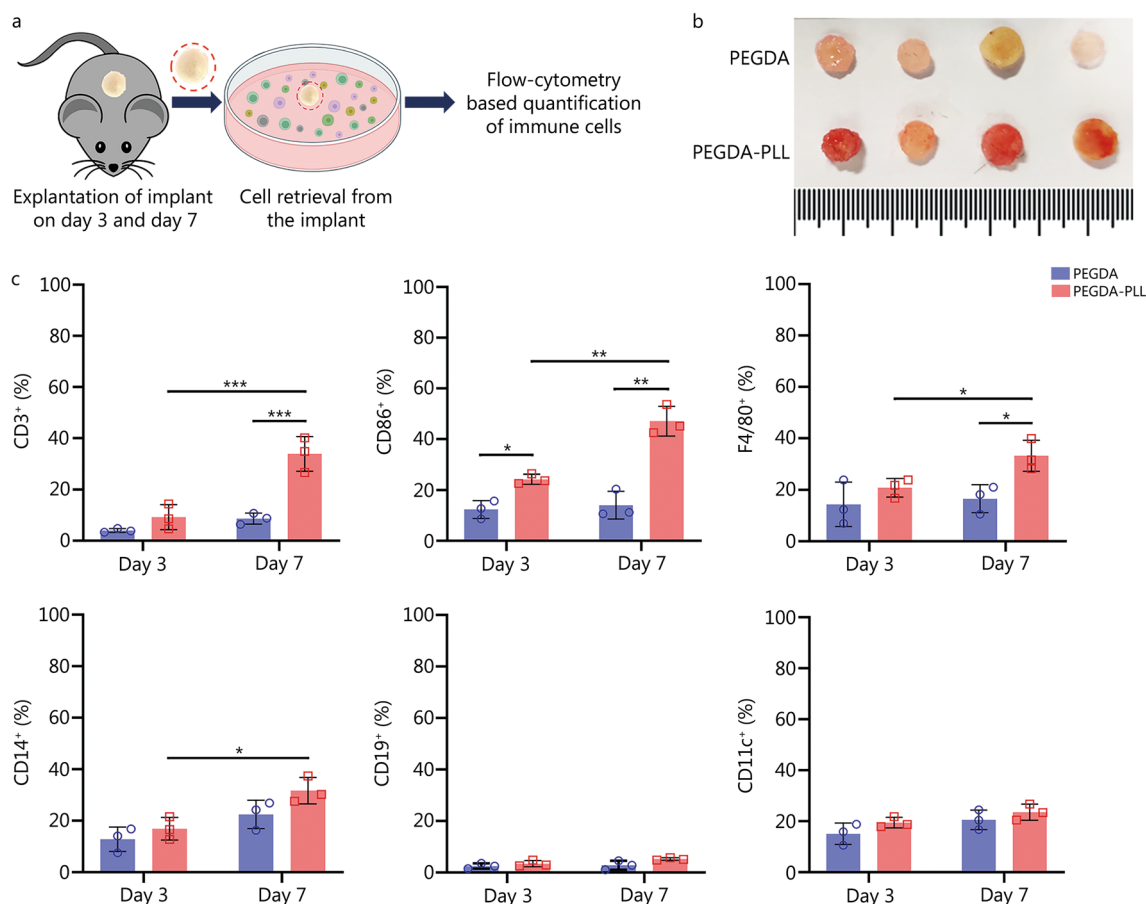 a
Explantation of implant
on day 3 and day 7
Cell retrieval from
the implant
Flow-cytometry
based quantification
of immune cells
b
PEGDA
PEGDA-PLL
c
PEGDA
PEGDA-PLL
CD3⁺ (%)
100
80
60
40
20
0
***
***
Day 3
Day 7
CD86⁺ (%)
100
80
60
40
20
0
**
**
*
Day 3
Day 7
F4/80⁺ (%)
100
80
60
40
20
0
*
*
Day 3
Day 7
CD14⁺ (%)
100
80
60
40
20
0
*
Day 3
Day 7
CD19⁺ (%)
100
80
60
40
20
0
Day 3
Day 7
CD11c⁺ (%)
100
80
60
40
20
0
Day 3
Day 7